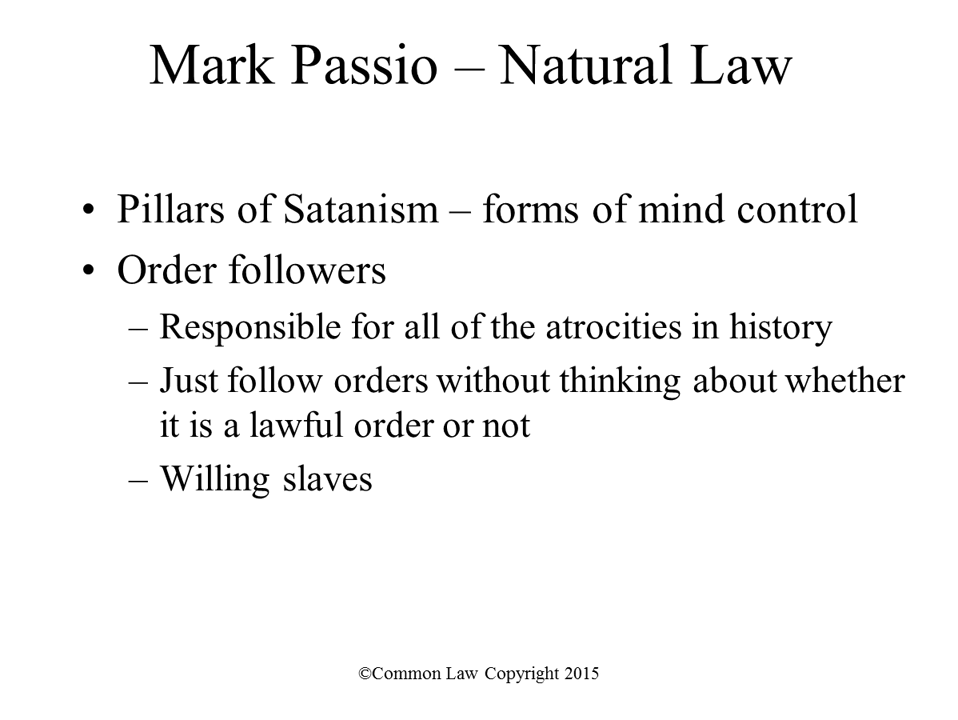 Mark Passio – Natural Law
• Pillars of Satanism – forms of mind control
• Order followers
– Responsible for all of the atrocities in history
– Just follow orders without thinking about whether
it is a lawful order or not
– Willing slaves
©Common Law Copyright 2015